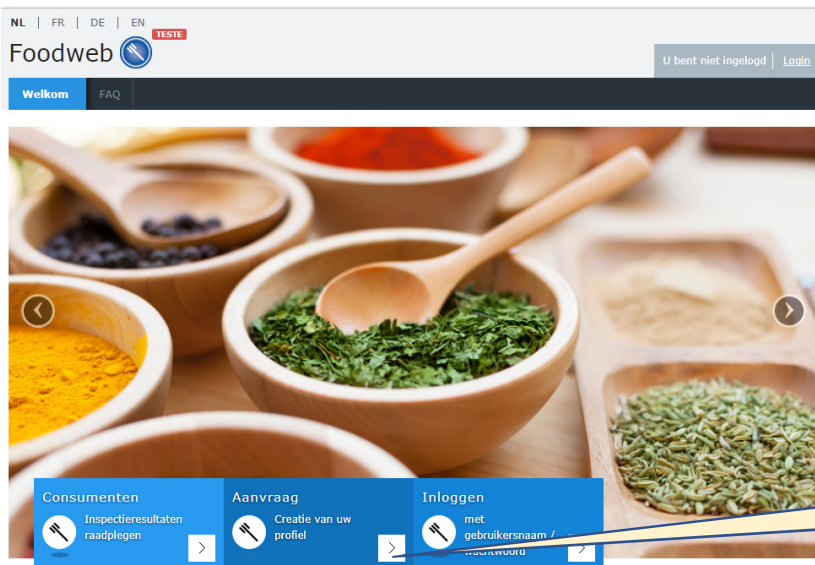 NL | FR | DE | EN
TESTE
Foodweb
U bent niet ingelogd | Login
Welkom FAQ
Consumenten
Inspectieresultaten
raadplegen
Aanvraag
Creatie van uw
profiel
Inloggen
met
gebruikersnaam /
wachtwoord